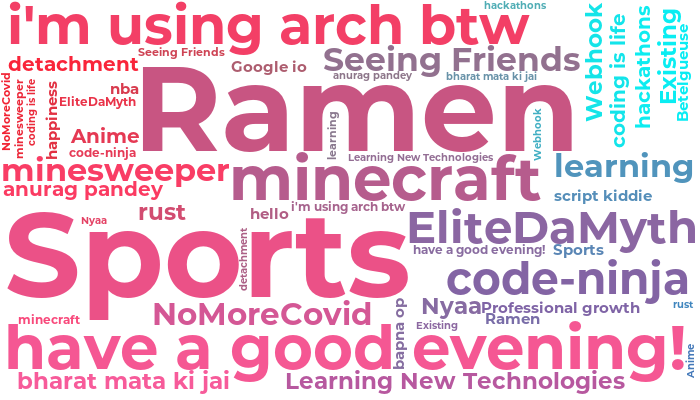 hackathons
i'm using arch btw
Seeing Friends
detachment
Google io
Seeing Friends
anurag pandey
bharat mata ki jai
Webhook
coding is life
hackathons
Existing
Betelgueuse
NoMoreCovid
minesweeper
coding is life
happiness
nba
EliteDaMyth
Ramen
Anime
code-ninja
learning
Webhook
Learning New Technologies
minesweeper
minecraft
learning
anurag pandey
script kiddie
rust
hello
i'm using arch btw
Sports
Nyaa
EliteDaMyth
detachment
have a good evening!
Sports
code-ninja
NoMoreCovid
bapna op
Nyaa
Professional growth
rust
minecraft
Existing
Ramen
have a good evening!
Anime
bharat mata ki jai
Learning New Technologies